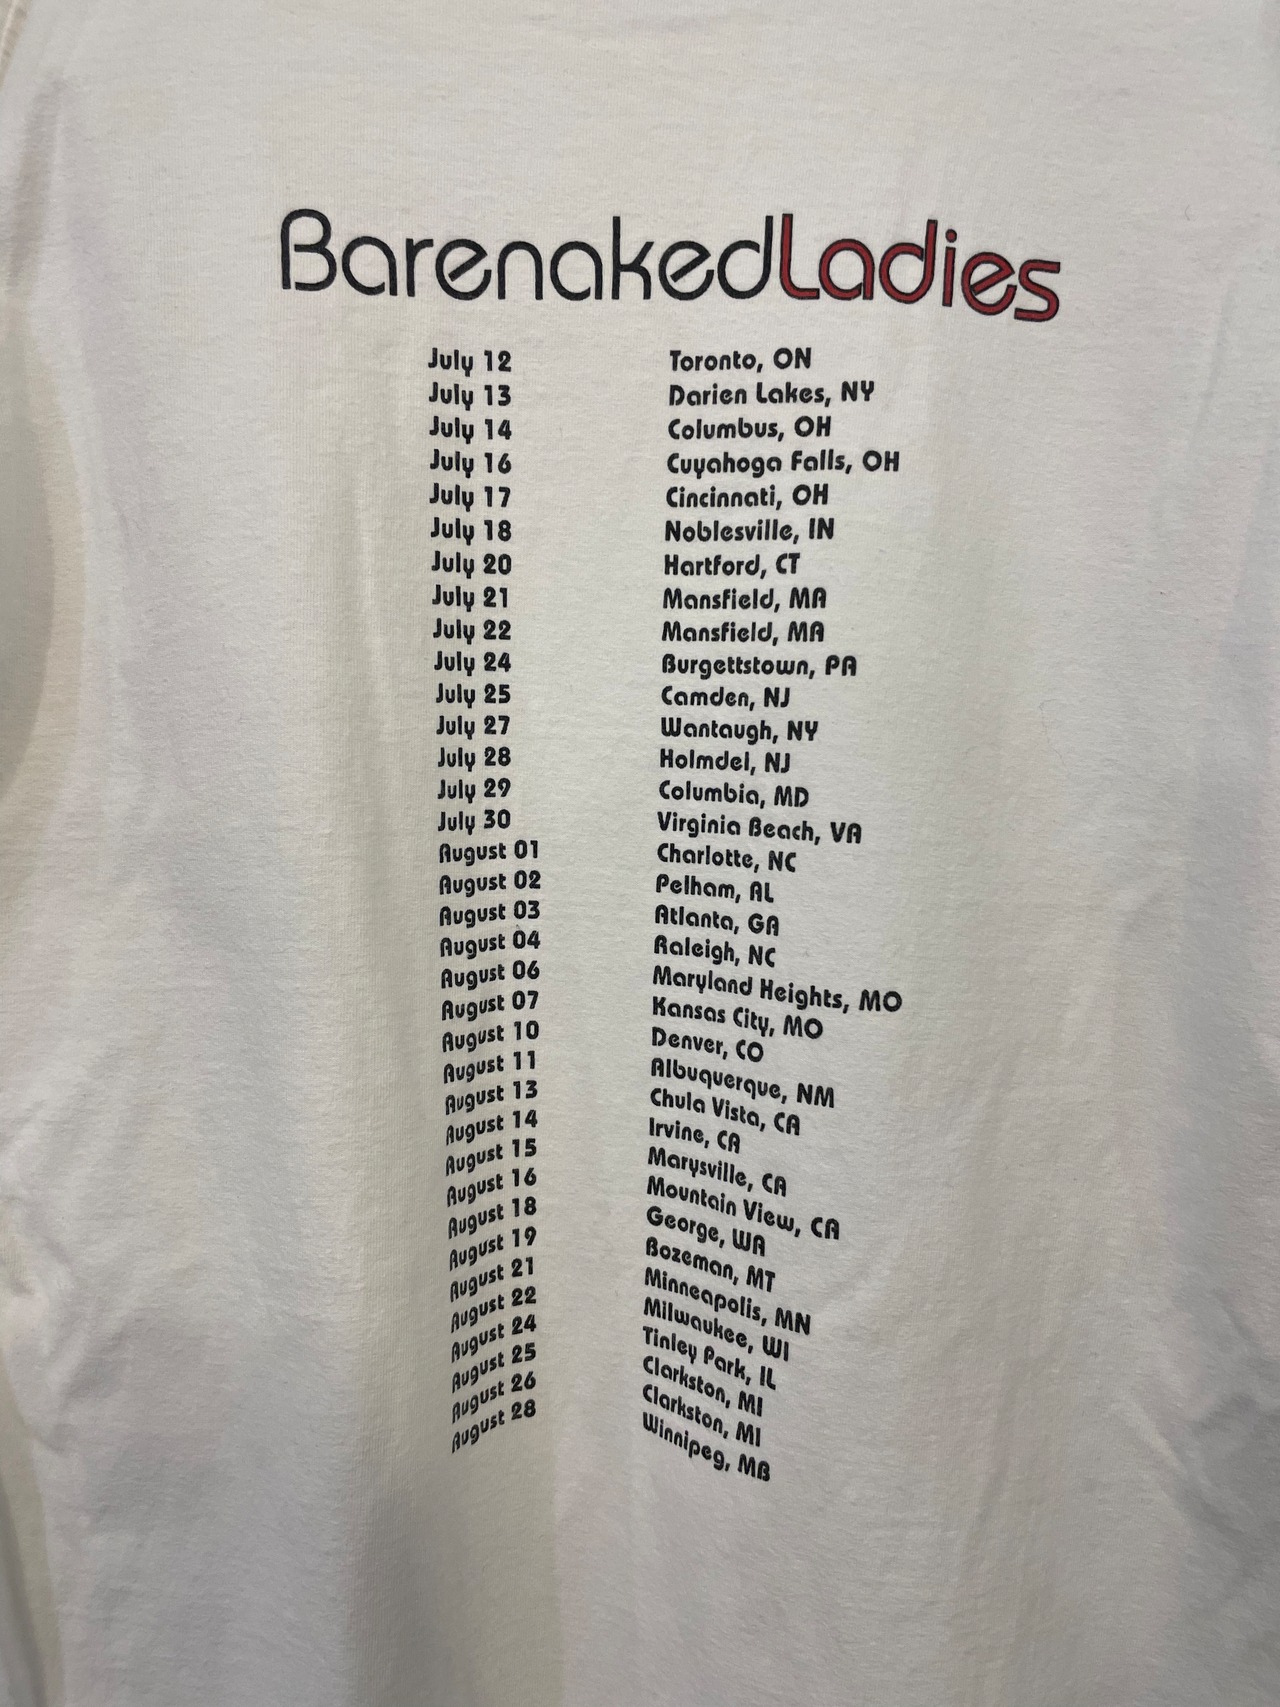 BarenakedLadies
July 12 Toronto, ON
July 13 Darien Lakes, NY
July 14 Columbus, OH
July 16 Cuyahoga Falls, OH
July 17 Cincinnati, OH
July 18 Noblesville, IN
July 20 Hartford, CT
July 21 Mansfield, MA
July 22 Mansfield, MA
July 24 Burgettstown, PA
July 25 Camden, NJ
July 27 Wantaugh, NY
July 28 Holmdel, NJ
July 29 Columbia, MD
July 30 Virginia Beach, VA
August 01 Charlotte, NC
August 02 Pelham, AL
August 03 Atlanta, GA
August 04 Raleigh, NC
August 06 Maryland Heights, MO
August 07 Kansas City, MO
August 10 Denver, CO
August 11 Albuquerque, NM
August 13 Chula Vista, CA
August 14 Irvine, CA
August 15 Marysville, CA
August 16 Mountain View, CA
August 18 George, WA
August 19 Bozeman, MT
August 21 Minneapolis, MN
August 22 Milwaukee, WI
August 24 Tinley Park, IL
August 25 Clarkston, MI
August 26 Clarkston, MI
August 28 Winnipeg, MB